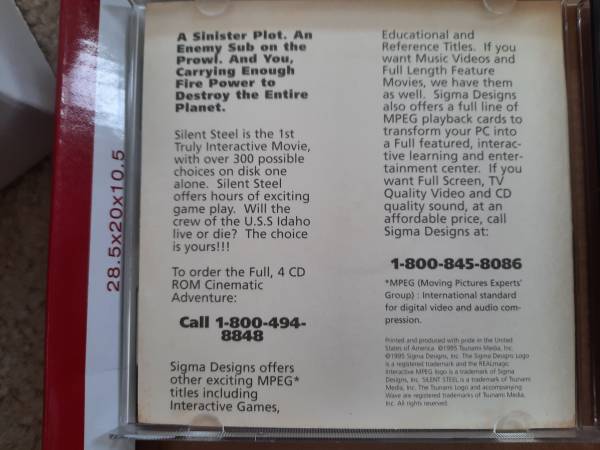 A Sinister Plot. An
Enemy Sub on the
Prowl. And You,
Carrying Enough
Fire Power to
Destroy the Entire
Planet.
Silent Steel is the 1st
Truly Interactive Movie,
with over 300 possible
choices on disk one
alone. Silent Steel
offers hours of exciting
game play. Will the
crew of the U.S.S Idaho
live or die? The choice
is yours!!!
To order the Full, 4 CD
ROM Cinematic
Adventure:
Call 1-800-494-
8848
Sigma Designs offers
other exciting MPEG*
titles including
Interactive Games,
Educational and
Reference Titles. If you
want Music Videos and
Full Length Feature
Movies, we have them
as well. Sigma Designs
also offers a full line of
MPEG playback cards to
transform your PC into
a Full featured, interac-
tive learning and enter-
tainment center. If you
want Full Screen, TV
Quality Video and CD
quality sound, at an
affordable price, call
Sigma Designs at:
1-800-845-8086
*MPEG (Moving Pictures Experts'
Group) : International standard
for digital video and audio com-
pression.
Printed and produced with pride in the United
States of America. ©1995 Tsunami Media, Inc.
©1995 Sigma Designs, Inc. The Sigma Designs Logo
is a registered trademark and the REALmagic
Interactive MPEG logo is a trademark of Sigma
Designs, Inc. SILENT STEEL is a trademark of Tsunami
Media, Inc. The Tsunami Logo and accompanying
Wave are registered trademarks of Tsunami Media,
Inc. All rights reserved.
28.5x20x10.5